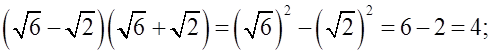 (√6 − √2)(√6 + √2) = (√6)² − (√2)² = 6 − 2 = 4;